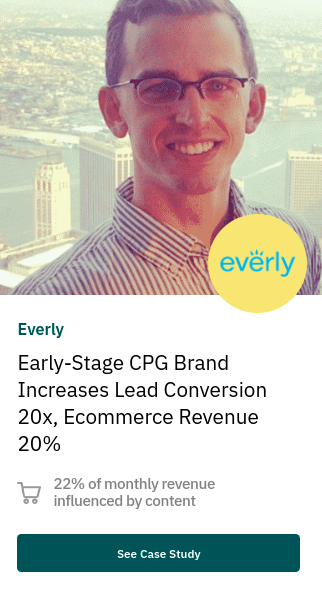 everly
Everly
Early-Stage CPG Brand
Increases Lead Conversion
20x, Ecommerce Revenue
20%
22% of monthly revenue
influenced by content
See Case Study